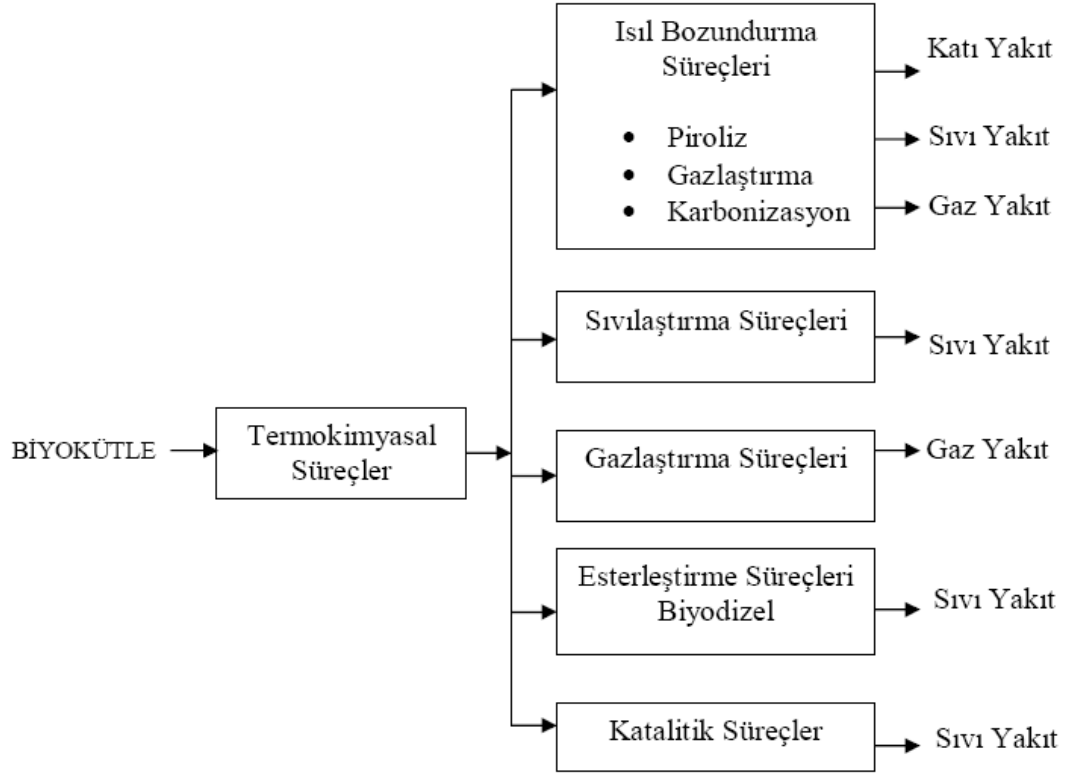 Isıl Bozundurma
Süreçleri
• Piroliz
• Gazlaştırma
• Karbonizasyon
Katı Yakıt
Sıvı Yakıt
Gaz Yakıt
Sıvılaştırma Süreçleri
Sıvı Yakıt
BİYOKÜTLE
Termokimyasal
Süreçler
Gazlaştırma Süreçleri
Gaz Yakıt
Esterleştirme Süreçleri
Biyodizel
Sıvı Yakıt
Katalitik Süreçler
Sıvı Yakıt